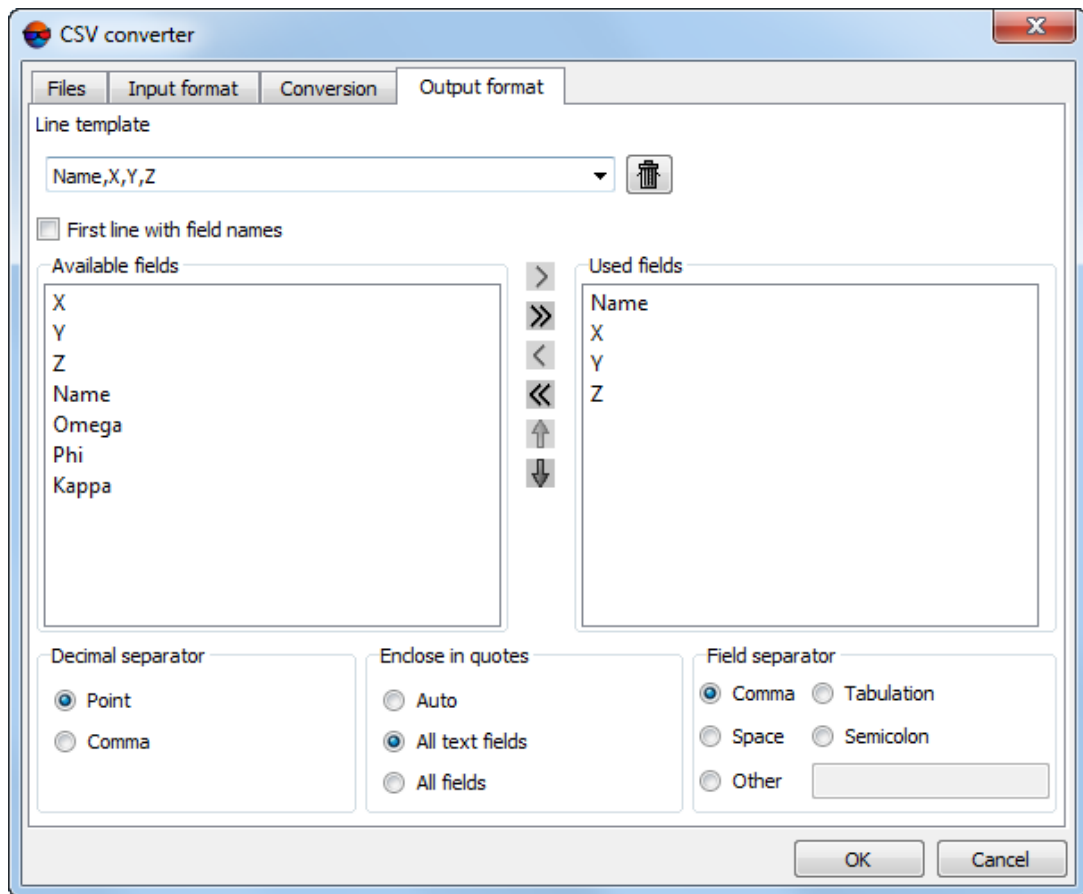 CSV converter
Files Input format Conversion Output format
Line template
Name,X,Y,Z
First line with field names
Available fields
X
Y
Z
Name
Omega
Phi
Kappa
Used fields
Name
X
Y
Z
Decimal separator
Point
Comma
Enclose in quotes
Auto
All text fields
All fields
Field separator
Comma Tabulation
Space Semicolon
Other
OK Cancel